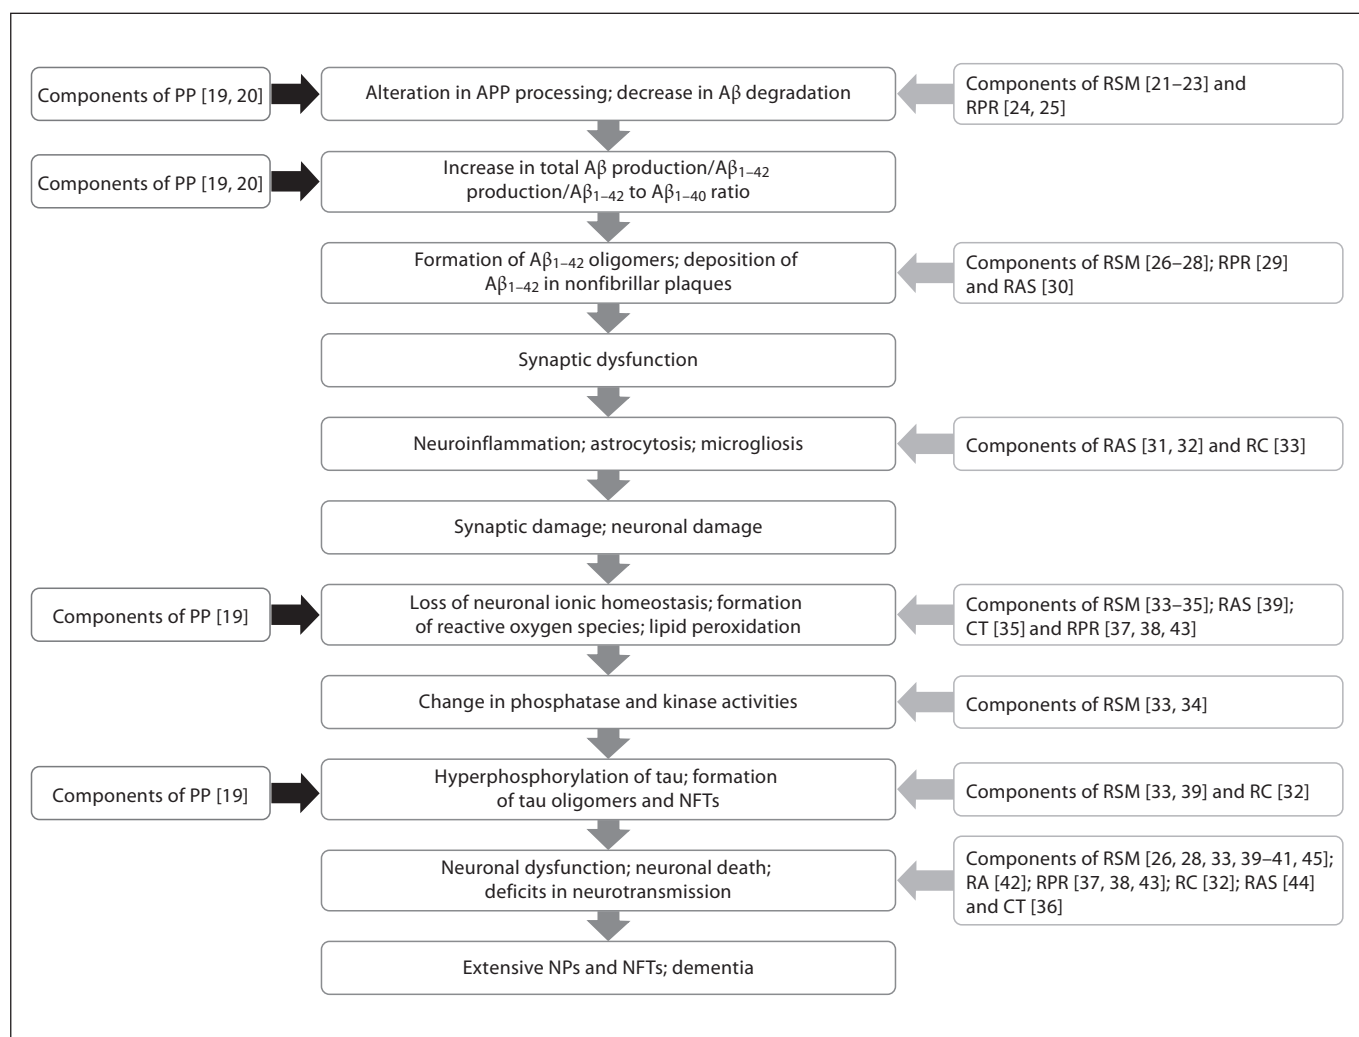 Components of PP [19, 20]
Alteration in APP processing; decrease in Aβ degradation
Components of RSM [21–23] and
RPR [24, 25]
Components of PP [19, 20]
Increase in total Aβ production/Aβ1–42
production/Aβ1–42 to Aβ1–40 ratio
Formation of Aβ1–42 oligomers; deposition of
Aβ1–42 in nonfibrillar plaques
Components of RSM [26–28]; RPR [29]
and RAS [30]
Synaptic dysfunction
Neuroinflammation; astrocytosis; microgliosis
Components of RAS [31, 32] and RC [33]
Synaptic damage; neuronal damage
Components of PP [19]
Loss of neuronal ionic homeostasis; formation
of reactive oxygen species; lipid peroxidation
Components of RSM [33–35]; RAS [39];
CT [35] and RPR [37, 38, 43]
Change in phosphatase and kinase activities
Components of RSM [33, 34]
Components of PP [19]
Hyperphosphorylation of tau; formation
of tau oligomers and NFTs
Components of RSM [33, 39] and RC [32]
Neuronal dysfunction; neuronal death;
deficits in neurotransmission
Components of RSM [26, 28, 33, 39–41, 45];
RA [42]; RPR [37, 38, 43]; RC [32]; RAS [44]
and CT [36]
Extensive NPs and NFTs; dementia